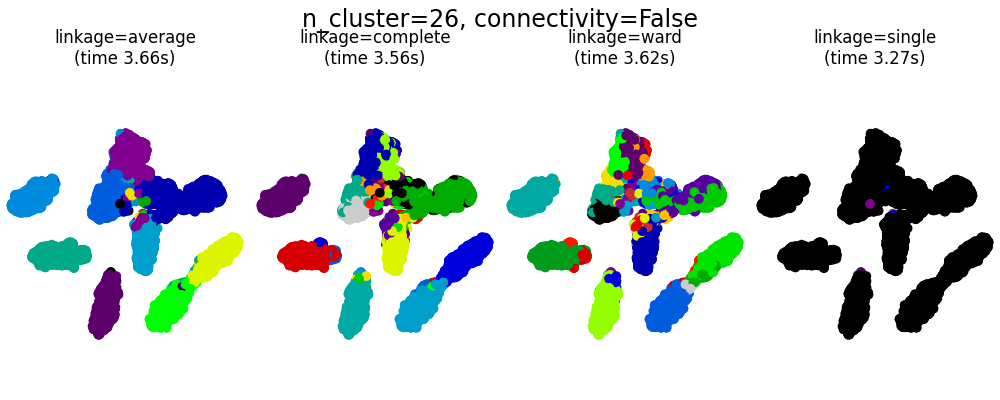 n_cluster=26, connectivity=False
linkage=average
(time 3.66s)
linkage=complete
(time 3.56s)
linkage=ward
(time 3.62s)
linkage=single
(time 3.27s)